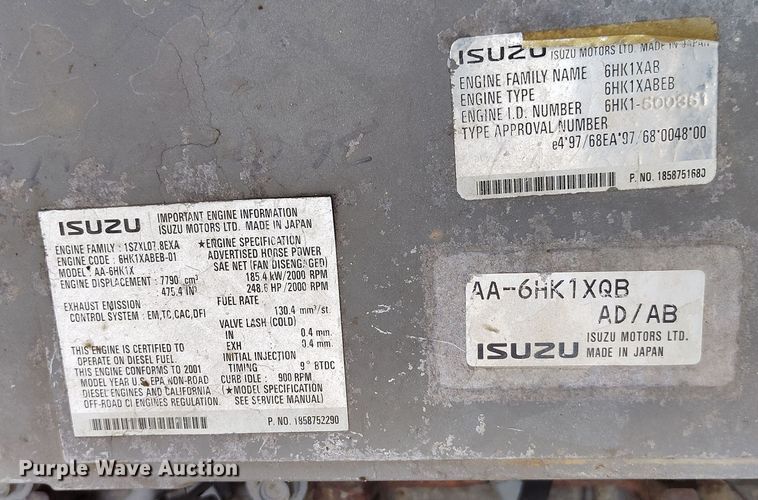 ISUZU ISUZU MOTORS LTD. MADE IN JAPAN
ENGINE FAMILY NAME 6HK1XAB
ENGINE TYPE 6HK1XABEB
ENGINE I.D. NUMBER 6HK1-500361
TYPE APPROVAL NUMBER
e4*97/68EA*97/68*0048*00
P. NO. 1858751680
ISUZU IMPORTANT ENGINE INFORMATION
ISUZU MOTORS LTD. MADE IN JAPAN
ENGINE FAMILY : 1SZXL07.8EXA
ENGINE CODE : 6HK1XABEB-01
MODEL : AA-6HK1X
ENGINE DISPLACEMENT : 7790 cm³
475.4 IN³
EXHAUST EMISSION
CONTROL SYSTEM : EM,TC,CAC,DFI
THIS ENGINE IS CERTIFIED TO
OPERATE ON DIESEL FUEL.
THIS ENGINE CONFORMS TO 2001
MODEL YEAR U.S. EPA NON-ROAD
DIESEL ENGINES AND CALIFORNIA
OFF-ROAD CI ENGINES REGULATION.
★ENGINE SPECIFICATION
ADVERTISED HORSE POWER
SAE NET (FAN DISENGAGED)
185.4 kW/2000 RPM
248.6 HP/2000 RPM
FUEL RATE
130.4 mm³/st.
VALVE LASH (COLD)
IN 0.4 mm.
EXH 0.4 mm.
INITIAL INJECTION
TIMING 9° BTDC
CURB IDLE : 900 RPM
(★MODEL SPECIFICATION
SEE SERVICE MANUAL)
P. NO. 1858752290
AA-6HK1XQB
AD/AB
ISUZU ISUZU MOTORS LTD.
MADE IN JAPAN
Purple Wave Auction